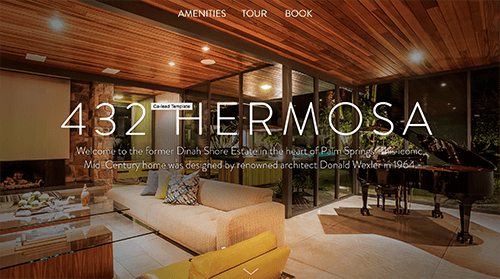 AMENITIES TOUR BOOK
432 HERMOSA
Co-lead Template
Welcome to the former Dinah Shore Estate in the heart of Palm Springs. This iconic,
Mid-Century home was designed by renowned architect Donald Wexler in 1964.